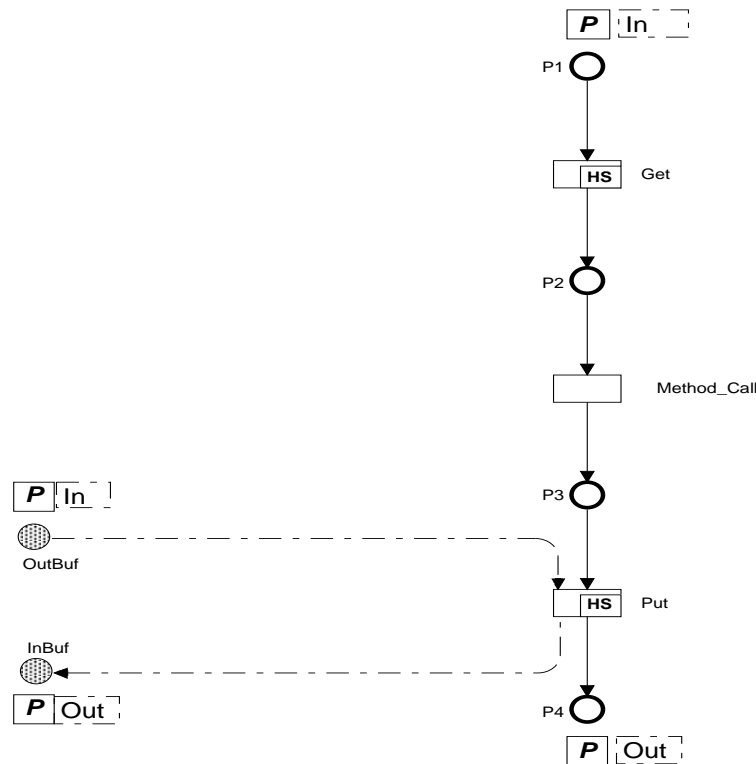 P In
P1
HS Get
P2
Method_Call
P In
P3
OutBuf
HS Put
InBuf
P Out
P4
P Out